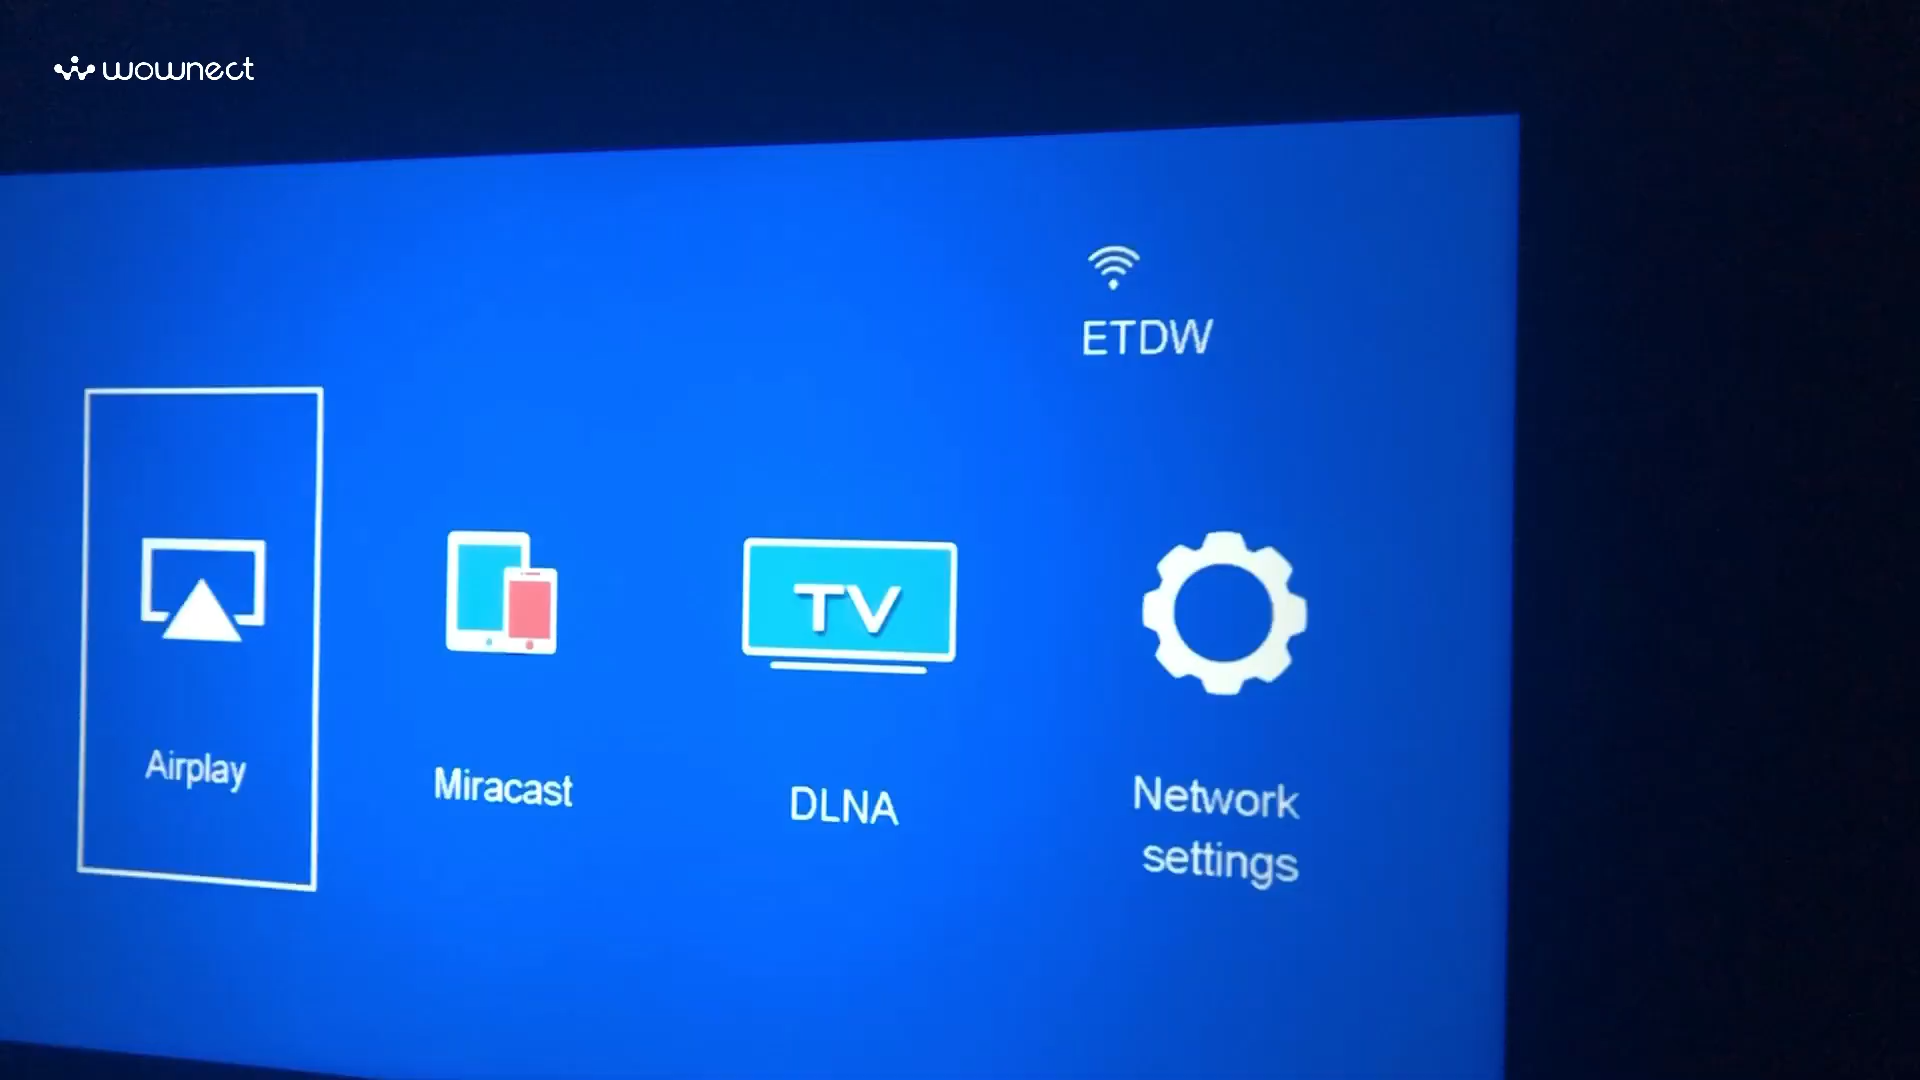 wownect
ETDW
Airplay
Miracast
TV
DLNA
Network
settings